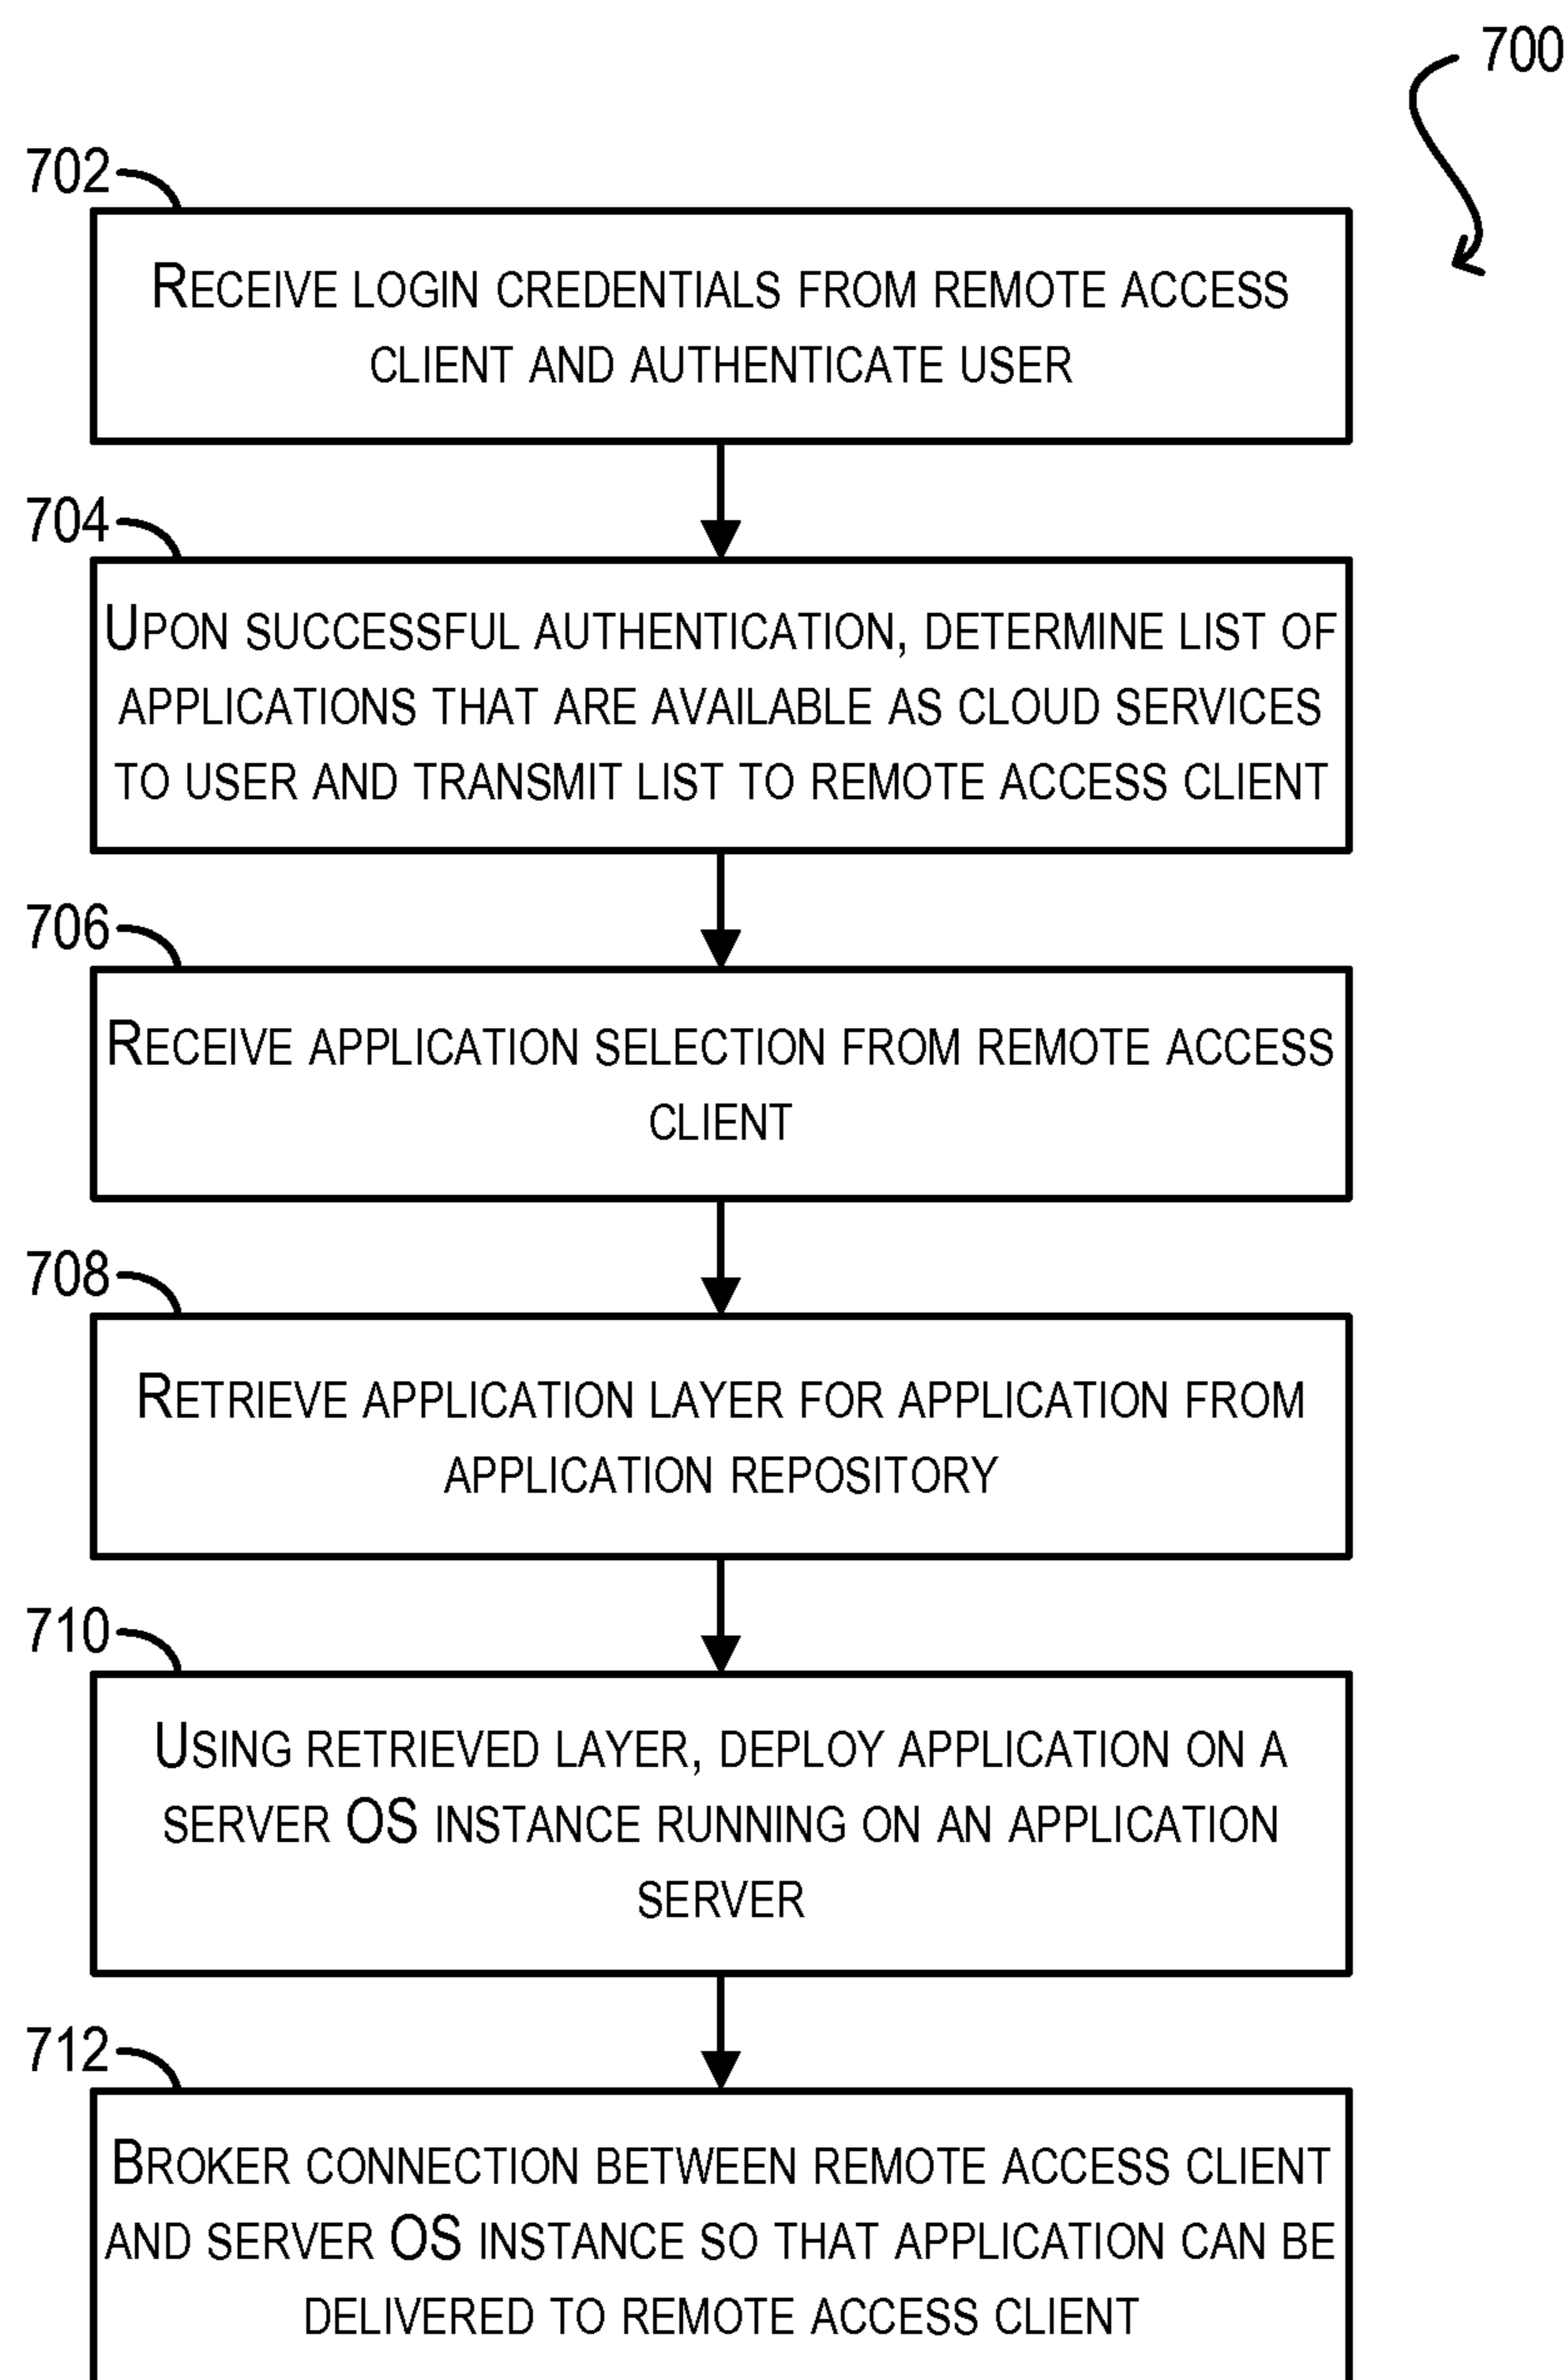 700
702
RECEIVE LOGIN CREDENTIALS FROM REMOTE ACCESS
CLIENT AND AUTHENTICATE USER
704
UPON SUCCESSFUL AUTHENTICATION, DETERMINE LIST OF
APPLICATIONS THAT ARE AVAILABLE AS CLOUD SERVICES
TO USER AND TRANSMIT LIST TO REMOTE ACCESS CLIENT
706
RECEIVE APPLICATION SELECTION FROM REMOTE ACCESS
CLIENT
708
RETRIEVE APPLICATION LAYER FOR APPLICATION FROM
APPLICATION REPOSITORY
710
USING RETRIEVED LAYER, DEPLOY APPLICATION ON A
SERVER OS INSTANCE RUNNING ON AN APPLICATION
SERVER
712
BROKER CONNECTION BETWEEN REMOTE ACCESS CLIENT
AND SERVER OS INSTANCE SO THAT APPLICATION CAN BE
DELIVERED TO REMOTE ACCESS CLIENT